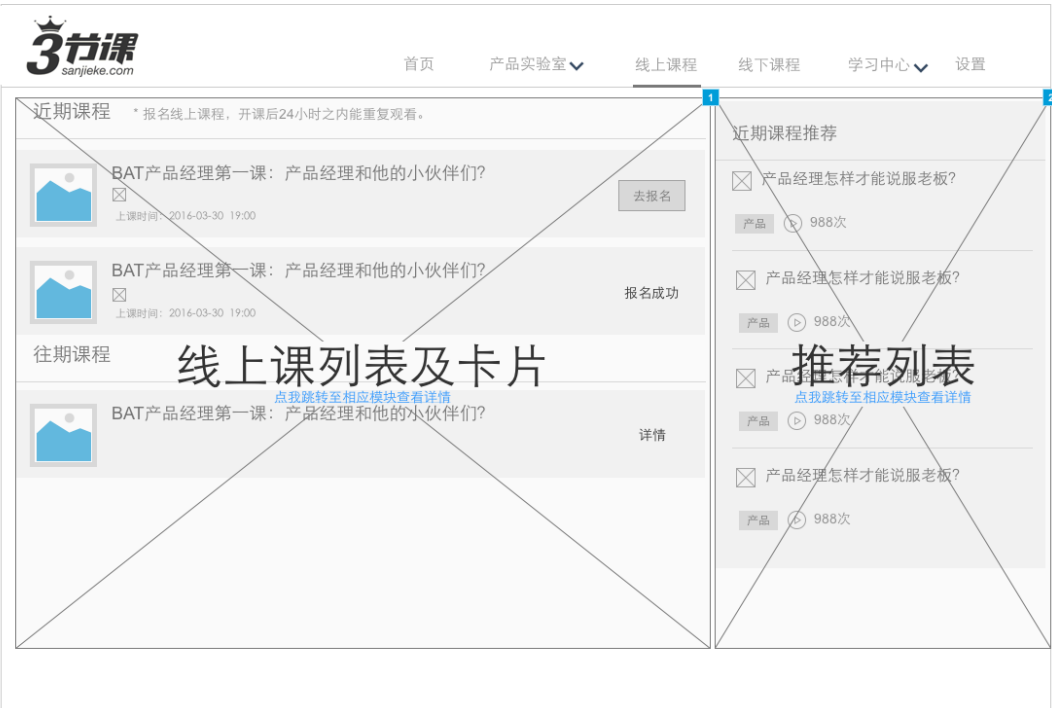 3节课
sanjieke.com
首页 产品实验室 线上课程 线下课程 学习中心 设置
近期课程 * 报名线上课程，开课后24小时之内能重复观看。
1
2
BAT产品经理第一课：产品经理和他的小伙伴们?
上课时间：2016-03-30 19:00
去报名
BAT产品经理第一课：产品经理和他的小伙伴们?
上课时间：2016-03-30 19:00
报名成功
往期课程
线上课列表及卡片
点我跳转至相应模块查看详情
BAT产品经理第一课：产品经理和他的小伙伴们?
详情
近期课程推荐
产品经理怎样才能说服老板?
产品 988次
产品经理怎样才能说服老板?
产品 988次
推荐列表
产品经理怎样才能说服老板?
点我跳转至相应模块查看详情
产品 988次
产品经理怎样才能说服老板?
产品 988次